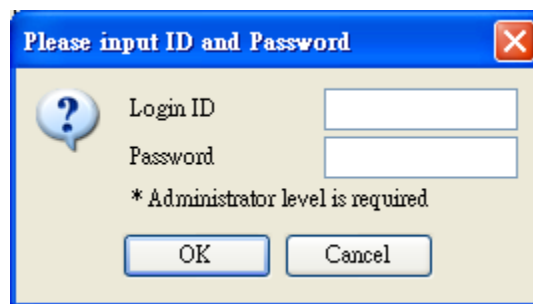 Please input ID and Password
Login ID
Password
* Administrator level is required
OK Cancel